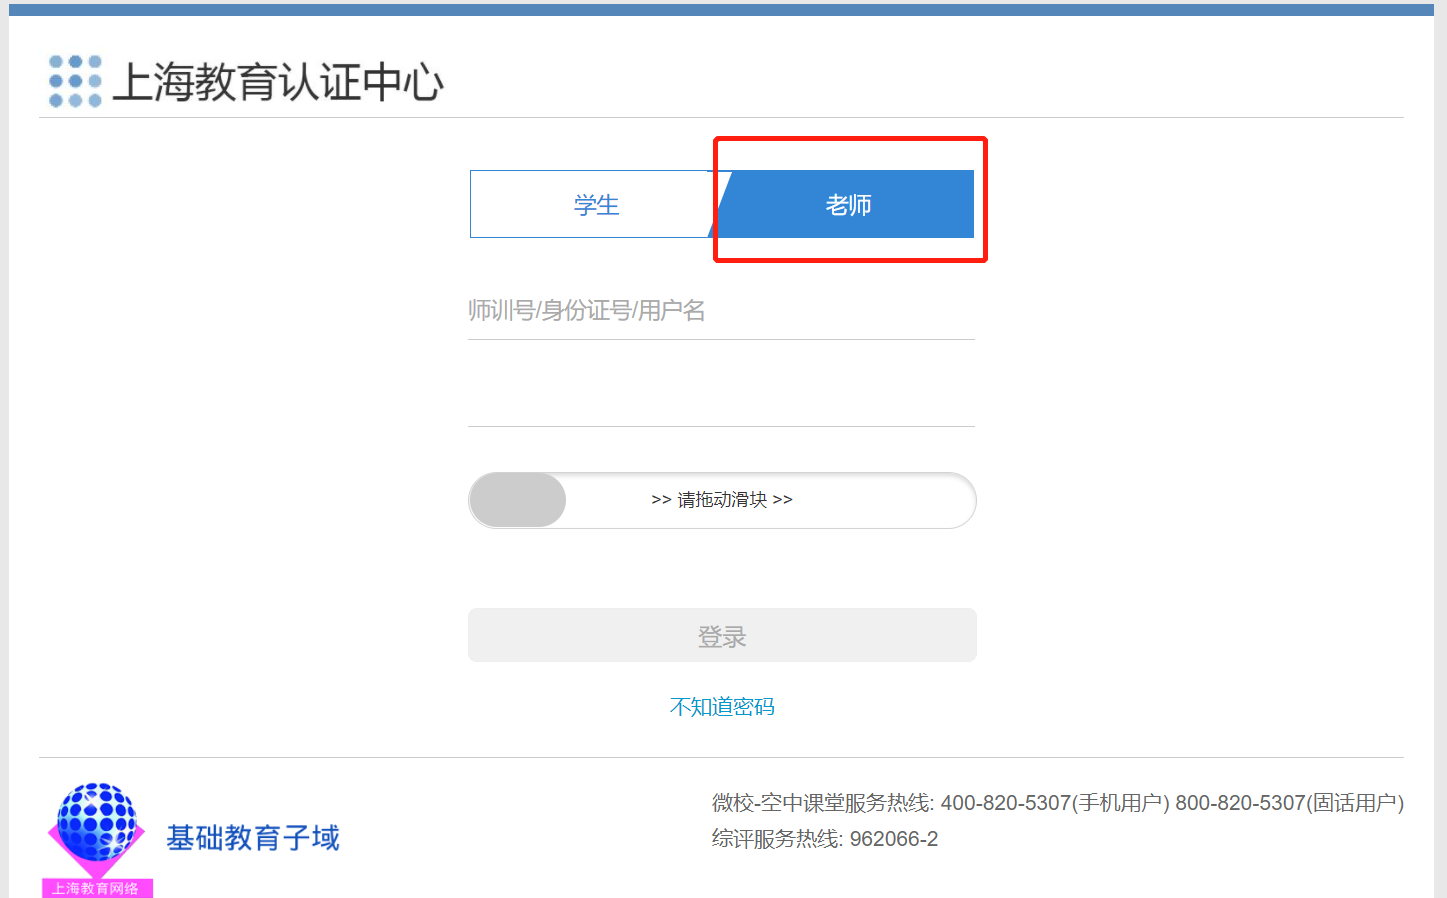 上海教育认证中心
学生
老师
师训号/身份证号/用户名
>> 请拖动滑块 >>
登录
不知道密码
微校-空中课堂服务热线: 400-820-5307(手机用户) 800-820-5307(固话用户)
综评服务热线: 962066-2
基础教育子域
上海教育网络